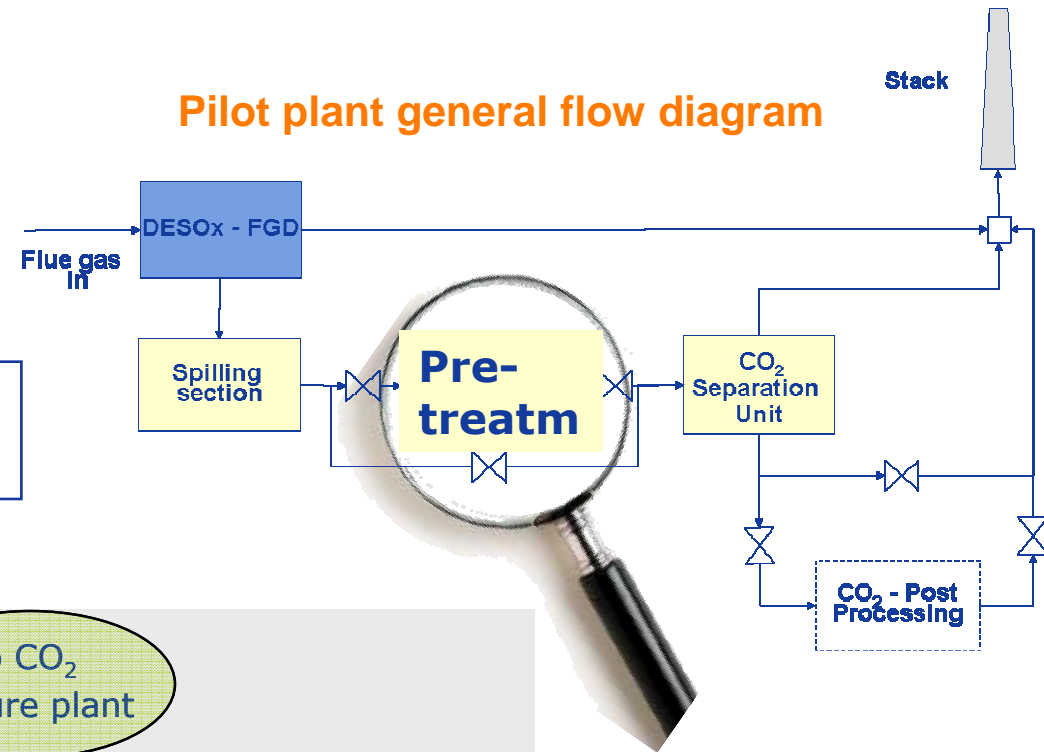 Stack
Pilot plant general flow diagram
DESOx - FGD
Flue gas
In
Spilling
section
Pre-
treatm
CO₂
Separation
Unit
CO₂ - Post
Processing
CO₂
ure plant